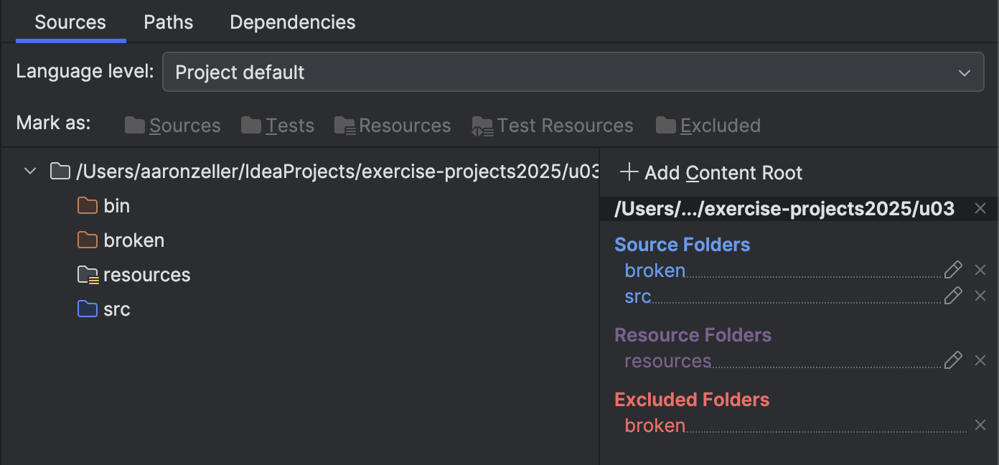 Sources Paths Dependencies
Language level: Project default
Mark as: Sources Tests Resources Test Resources Excluded
/Users/aaronzeller/IdeaProjects/exercise-projects2025/u03
bin
broken
resources
src
Add Content Root
/Users/.../exercise-projects2025/u03
Source Folders
broken
src
Resource Folders
resources
Excluded Folders
broken